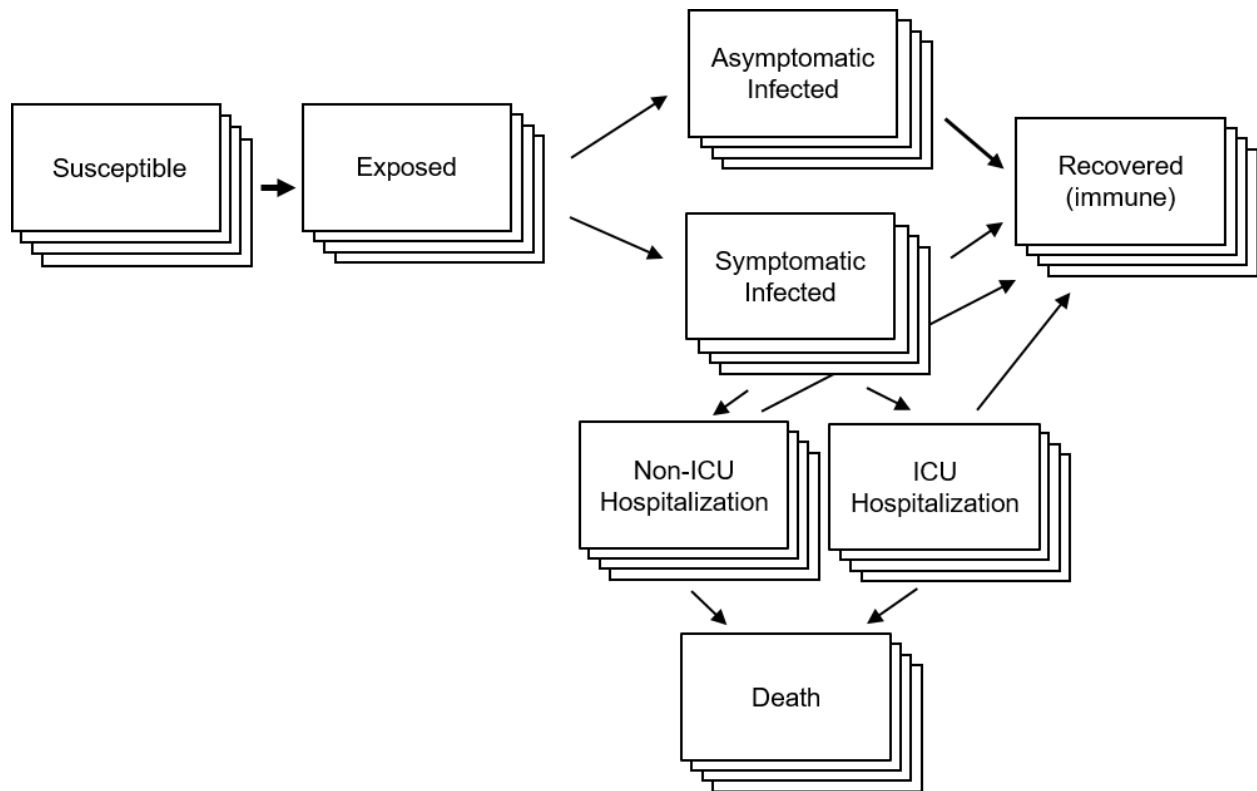 Asymptomatic
Infected
Susceptible
Exposed
Recovered
(immune)
Symptomatic
Infected
Non-ICU
Hospitalization
ICU
Hospitalization
Death